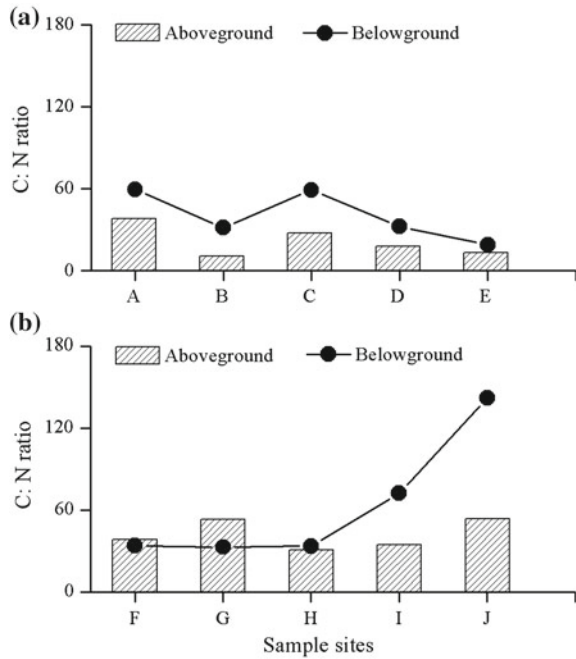 (a)
180
Aboveground Belowground
120
C: N ratio
60
0
A B C D E
(b)
180
Aboveground Belowground
120
C: N ratio
60
0
F G H I J
Sample sites